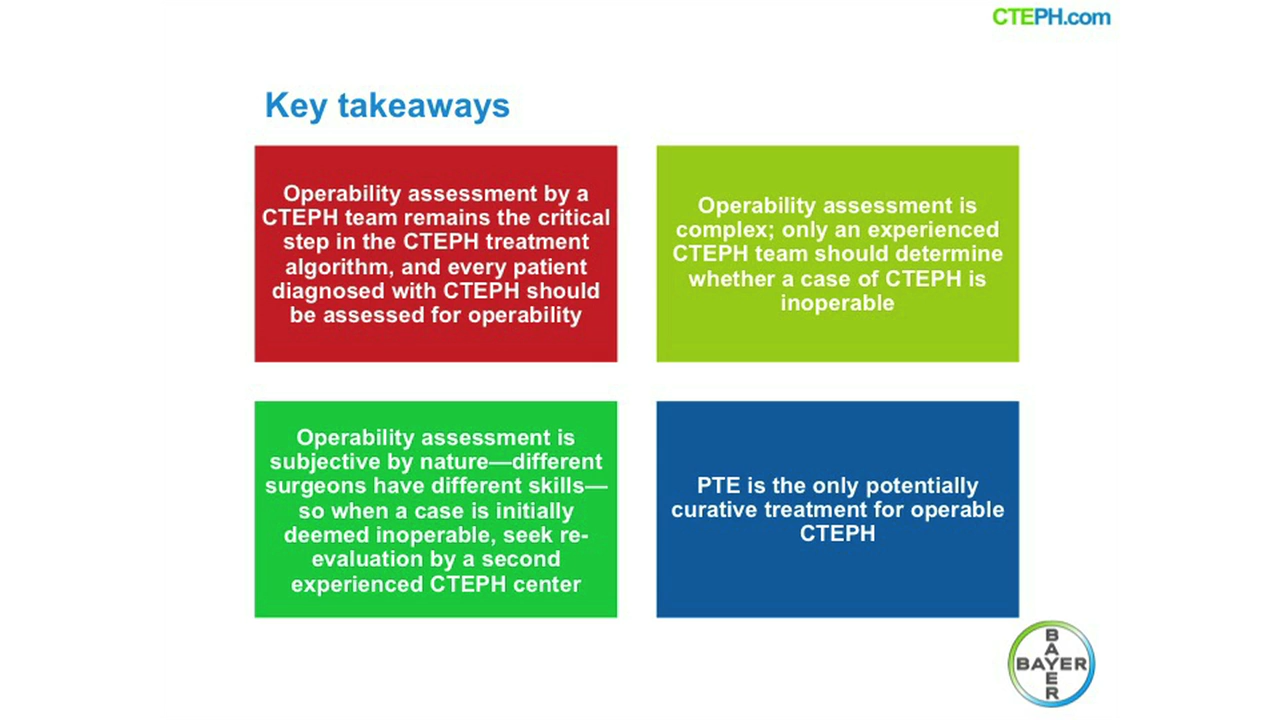 CTEPH.com
Key takeaways
Operability assessment by a
CTEPH team remains the critical
step in the CTEPH treatment
algorithm, and every patient
diagnosed with CTEPH should
be assessed for operability
Operability assessment is
complex; only an experienced
CTEPH team should determine
whether a case of CTEPH is
inoperable
Operability assessment is
subjective by nature—different
surgeons have different skills—
so when a case is initially
deemed inoperable, seek re-
evaluation by a second
experienced CTEPH center
PTE is the only potentially
curative treatment for operable
CTEPH
BAYER
BAYER